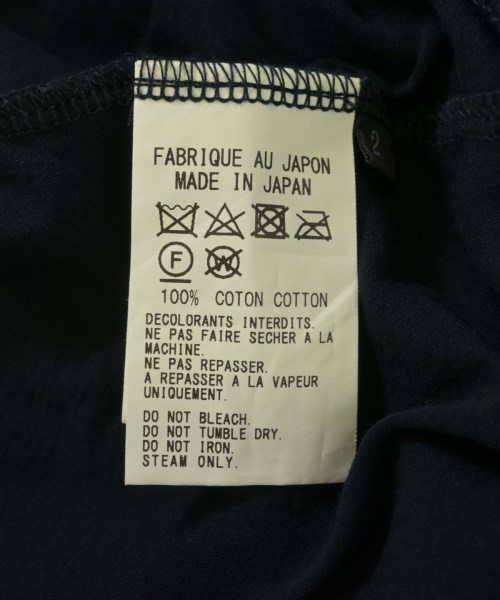 2
FABRIQUE AU JAPON
MADE IN JAPAN
F
W
100% COTON COTTON
DECOLORANTS INTERDITS.
NE PAS FAIRE SECHER A LA
MACHINE.
NE PAS REPASSER.
A REPASSER A LA VAPEUR
UNIQUEMENT.
DO NOT BLEACH.
DO NOT TUMBLE DRY.
DO NOT IRON.
STEAM ONLY.